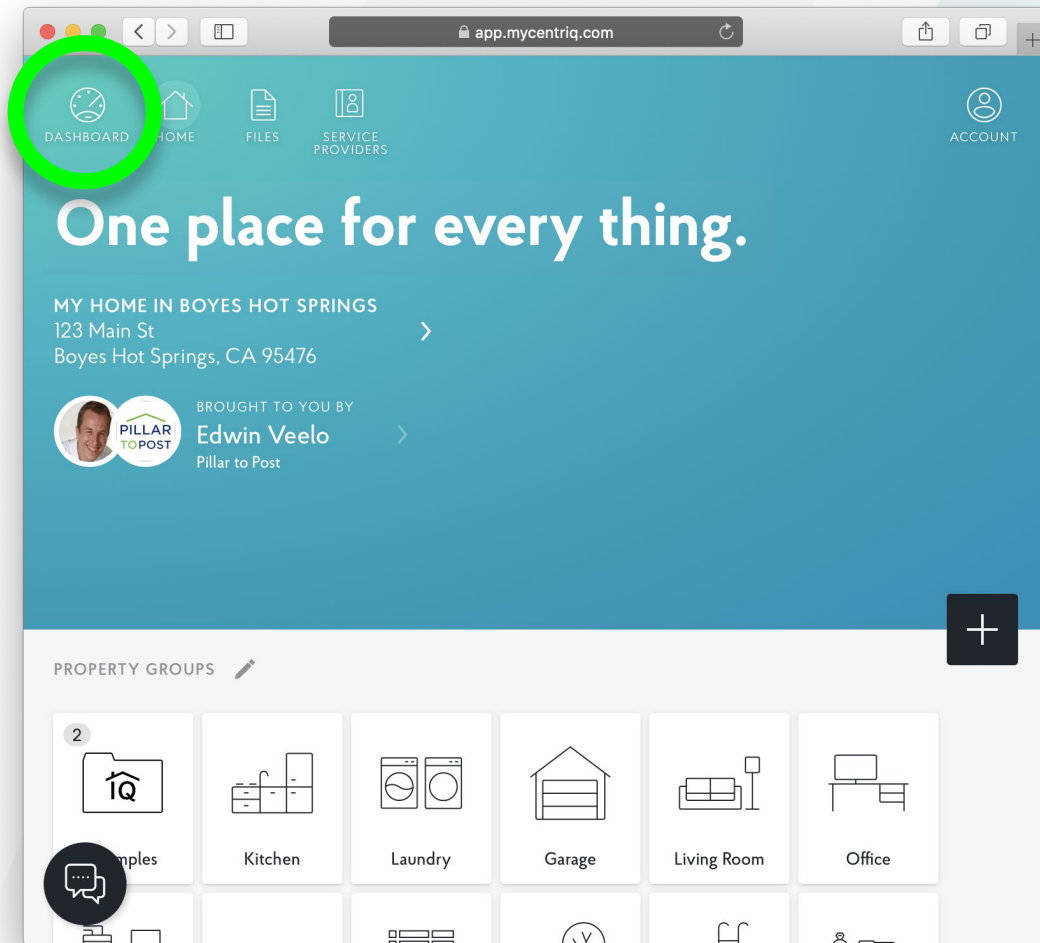 app.mycentriq.com
DASHBOARD
HOME
FILES
SERVICE
PROVIDERS
ACCOUNT
One place for every thing.
MY HOME IN BOYES HOT SPRINGS
123 Main St
Boyes Hot Springs, CA 95476
PILLAR
TOPOST
BROUGHT TO YOU BY
Edwin Veelo
Pillar to Post
PROPERTY GROUPS
2
IQ
Kitchen
Laundry
Garage
Living Room
Office